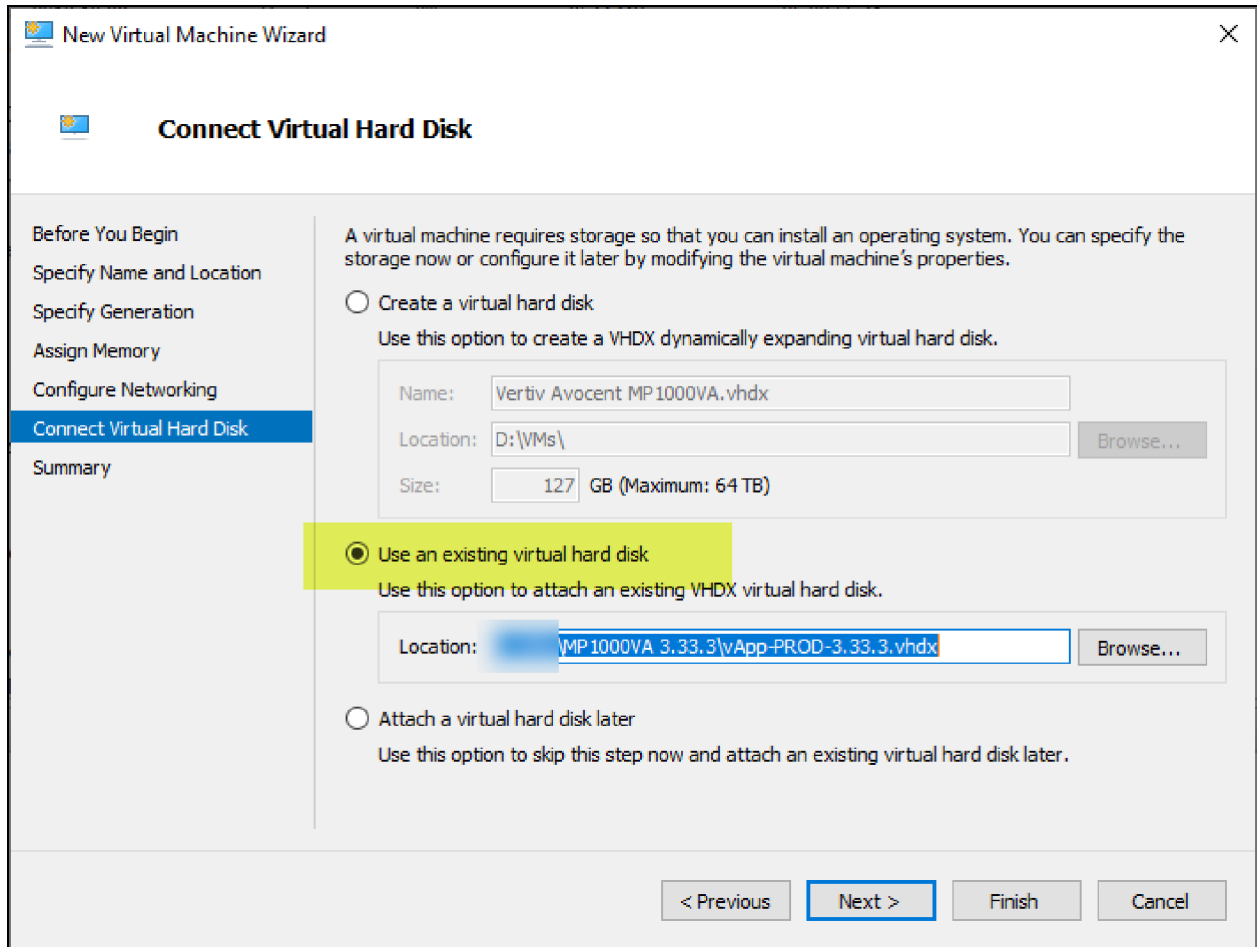 New Virtual Machine Wizard
Connect Virtual Hard Disk
Before You Begin
Specify Name and Location
Specify Generation
Assign Memory
Configure Networking
Connect Virtual Hard Disk
Summary
A virtual machine requires storage so that you can install an operating system. You can specify the
storage now or configure it later by modifying the virtual machine's properties.
Create a virtual hard disk
Use this option to create a VHDX dynamically expanding virtual hard disk.
Name: Vertiv Avocent MP1000VA.vhdx
Location: D:\VMs\ Browse...
Size: 127 GB (Maximum: 64 TB)
Use an existing virtual hard disk
Use this option to attach an existing VHDX virtual hard disk.
Location: \MP1000VA 3.33.3\vApp-PROD-3.33.3.vhdx Browse...
Attach a virtual hard disk later
Use this option to skip this step now and attach an existing virtual hard disk later.
< Previous Next > Finish Cancel